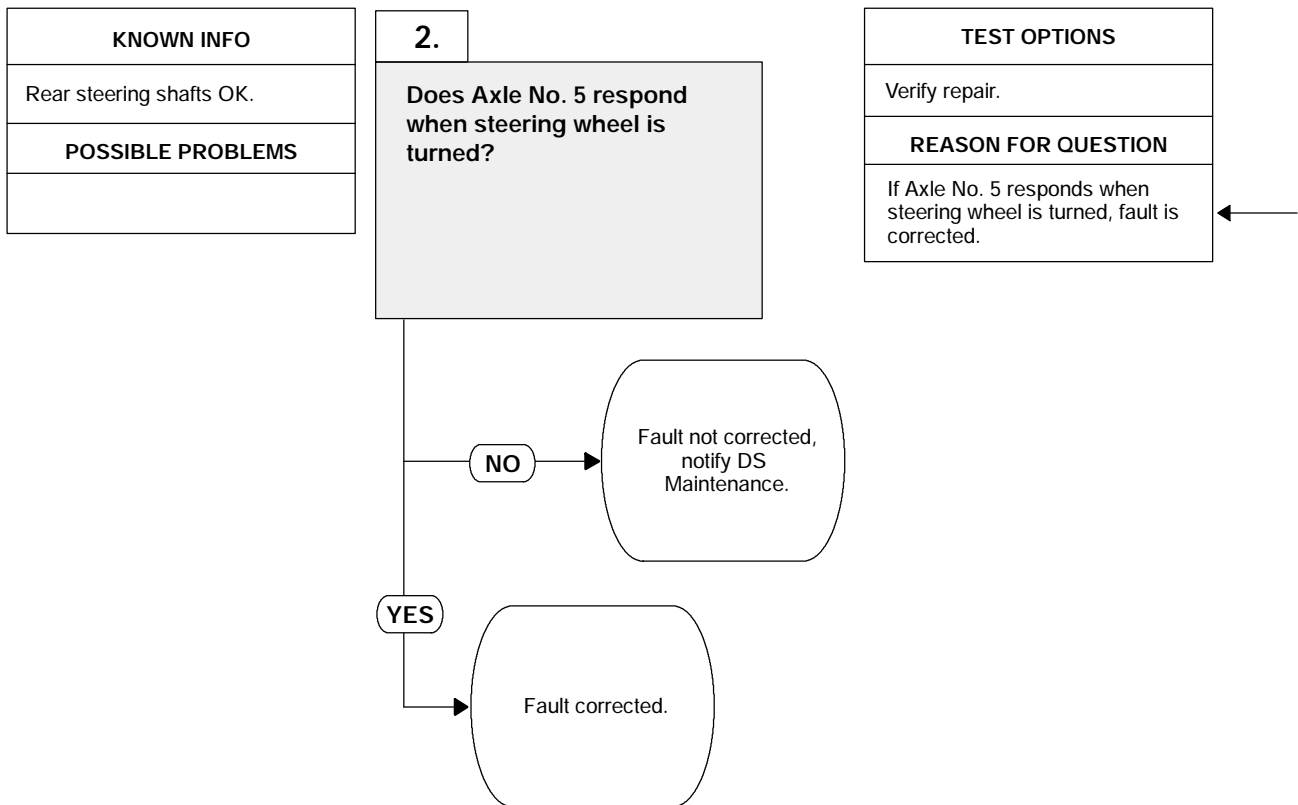 KNOWN INFO
Rear steering shafts OK.
POSSIBLE PROBLEMS
2.
Does Axle No. 5 respond
when steering wheel is
turned?
TEST OPTIONS
Verify repair.
REASON FOR QUESTION
If Axle No. 5 responds when
steering wheel is turned, fault is
corrected.
NO
Fault not corrected,
notify DS
Maintenance.
YES
Fault corrected.